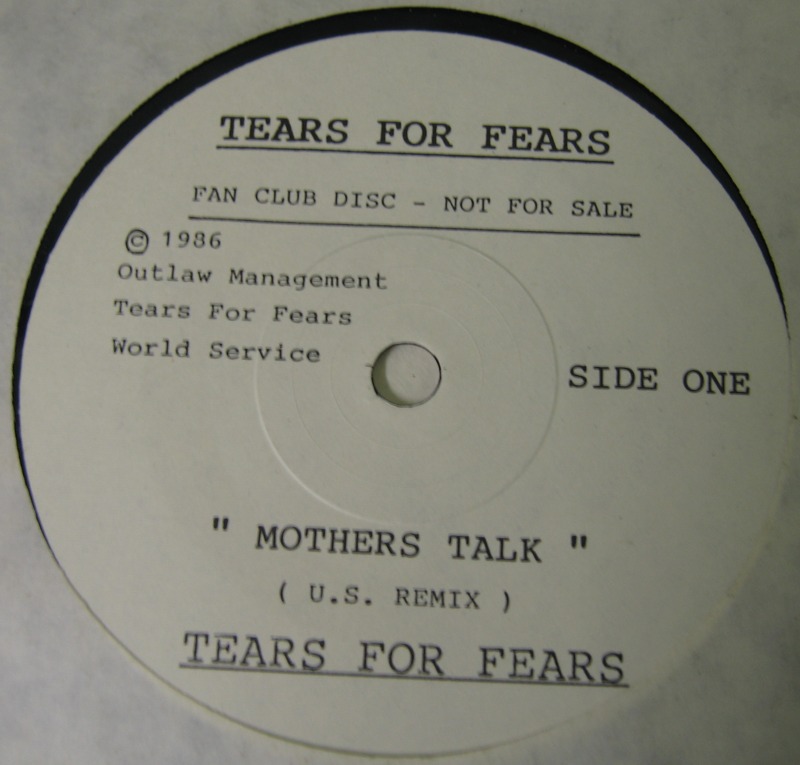 TEARS FOR FEARS
FAN CLUB DISC - NOT FOR SALE
© 1986
Outlaw Management
Tears For Fears
World Service
SIDE ONE
" MOTHERS TALK "
( U.S. REMIX )
TEARS FOR FEARS